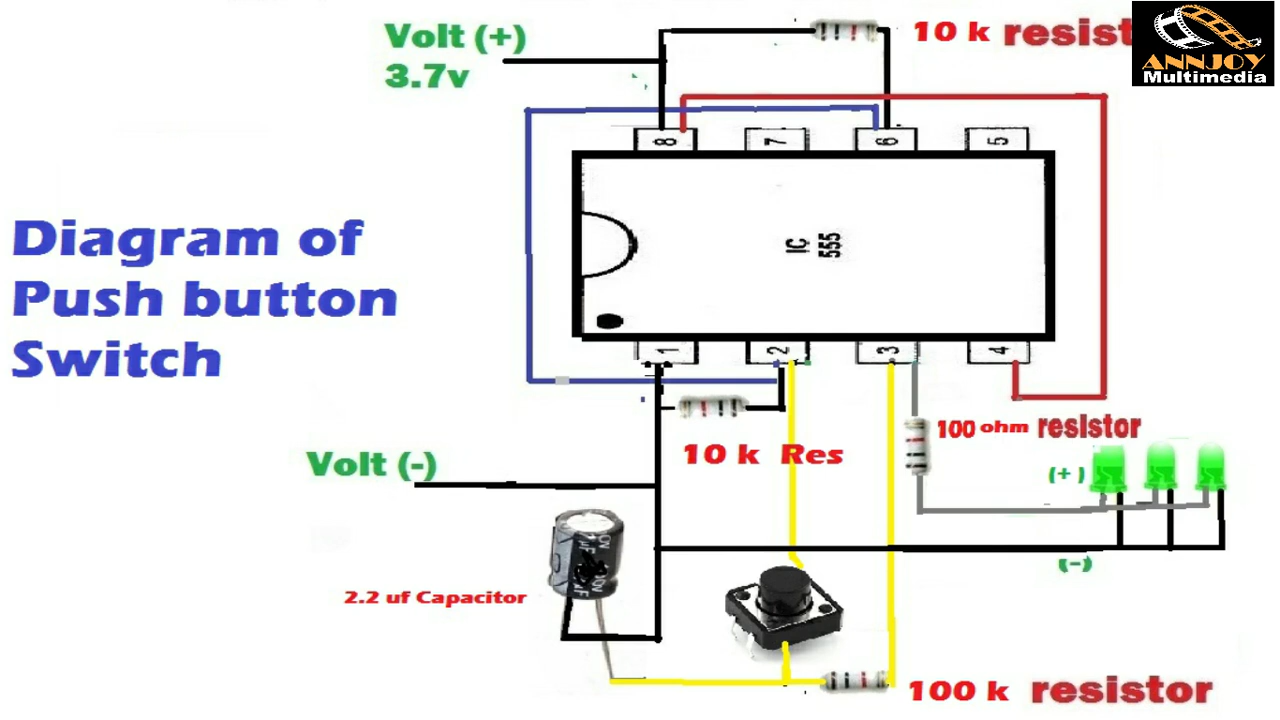 Volt (+)
3.7v
10 k resist
ANNJOY
Multimedia
8
7
6
5
Diagram of
Push button
Switch
IC
555
1
2
3
4
100 ohm resistor
10 k Res
Volt (-)
(+)
2.2 uf Capacitor
(-)
100 k resistor